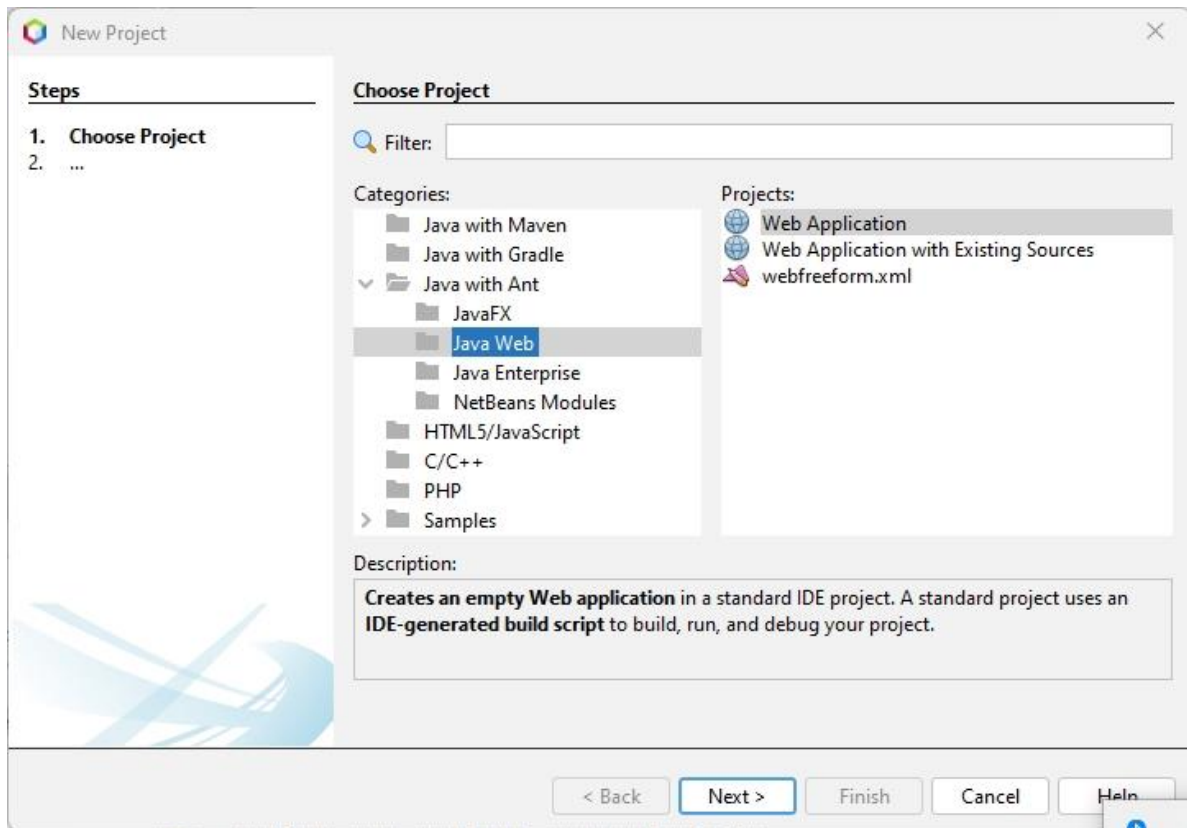 New Project
Steps
1. Choose Project
2. ...
Choose Project
Filter:
Categories:
Java with Maven
Java with Gradle
Java with Ant
JavaFX
Java Web
Java Enterprise
NetBeans Modules
HTML5/JavaScript
C/C++
PHP
Samples
Projects:
Web Application
Web Application with Existing Sources
webfreeform.xml
Description:
Creates an empty Web application in a standard IDE project. A standard project uses an
IDE-generated build script to build, run, and debug your project.
< Back
Next >
Finish
Cancel
Help